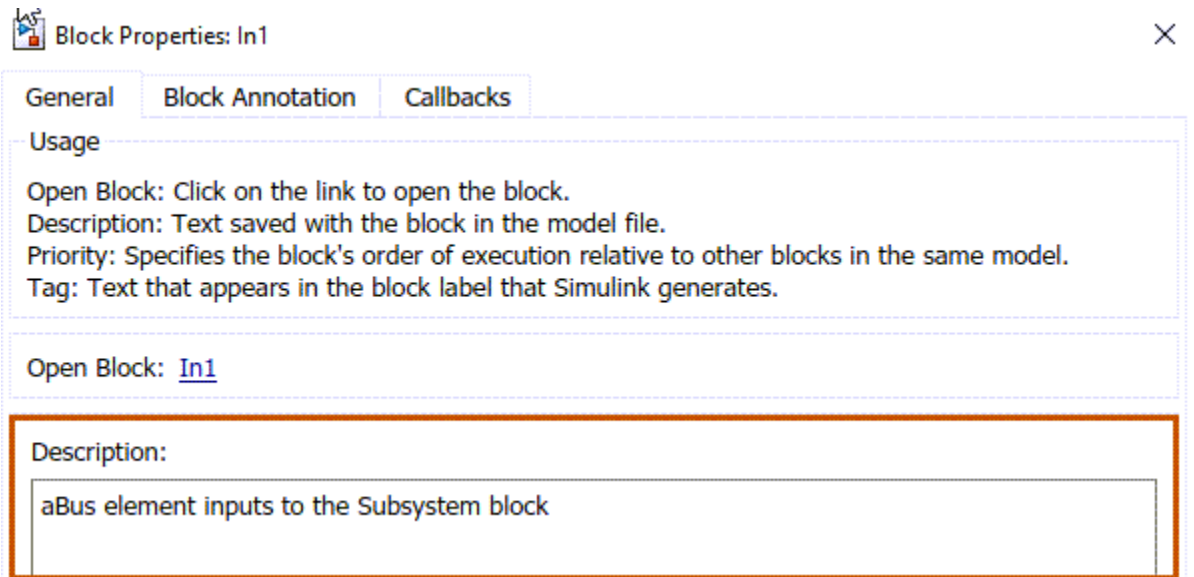 Block Properties: In1
General Block Annotation Callbacks
Usage
Open Block: Click on the link to open the block.
Description: Text saved with the block in the model file.
Priority: Specifies the block's order of execution relative to other blocks in the same model.
Tag: Text that appears in the block label that Simulink generates.
Open Block: In1
Description:
aBus element inputs to the Subsystem block